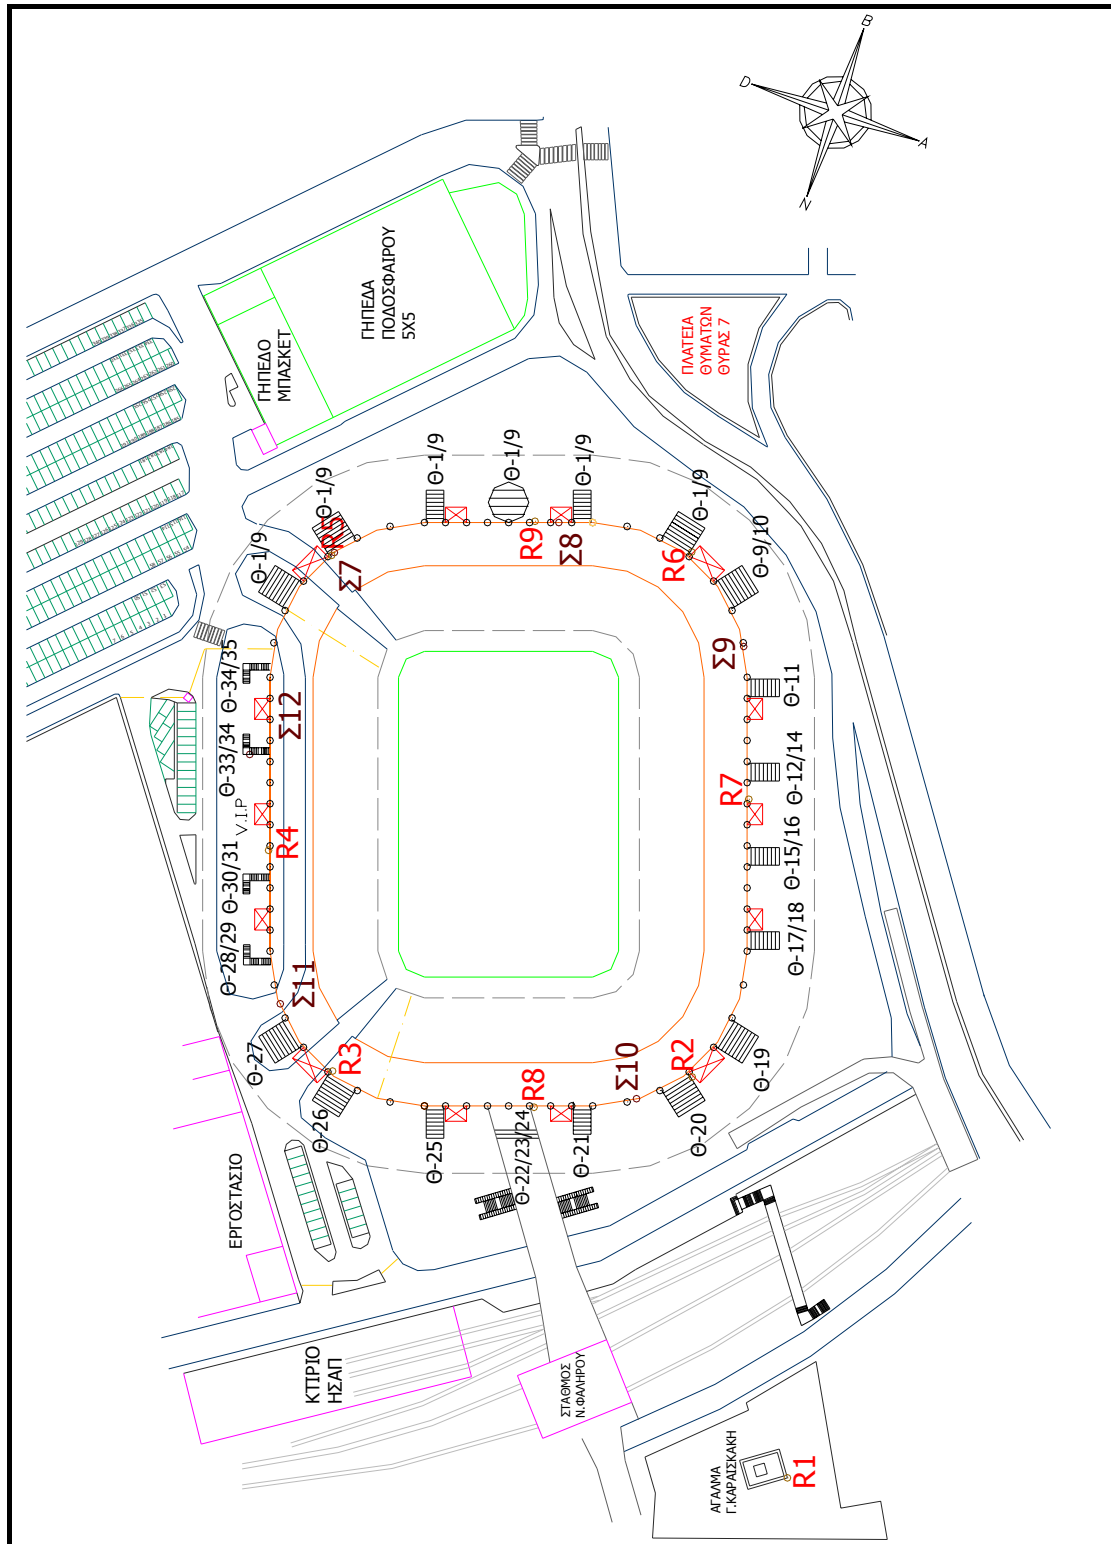 B
D
A
N
ΓΗΠΕΔΑ
ΠΟΔΟΣΦΑΙΡΟΥ
5X5
ΓΗΠΕΔΟ
ΜΠΑΣΚΕΤ
ΠΛΑΤΕΙΑ
ΘΥΜΑΤΩΝ
ΘΥΡΑΣ 7
Θ-1/9
Θ-1/9
Θ-1/9
Θ-1/9
Θ-1/9
Θ-1/9
R5
R9
Σ8
R6
Θ-9/10
Σ7
Σ9
Θ-34/35
Θ-11
Σ12
Θ-33/34
Θ-12/14
V.I.P
R7
R4
Θ-30/31
Θ-15/16
Θ-28/29
Θ-17/18
Σ11
Θ-27
R3
Σ10
R2
Θ-19
R8
Θ-26
Θ-25
Θ-22/23/24
Θ-21
Θ-20
ΕΡΓΟΣΤΑΣΙΟ
ΚΤΙΡΙΟ
ΗΣΑΠ
ΣΤΑΘΜΟΣ
Ν.ΦΑΛΗΡΟΥ
ΑΓΑΛΜΑ
Γ.ΚΑΡΑΙΣΚΑΚΗ
R1